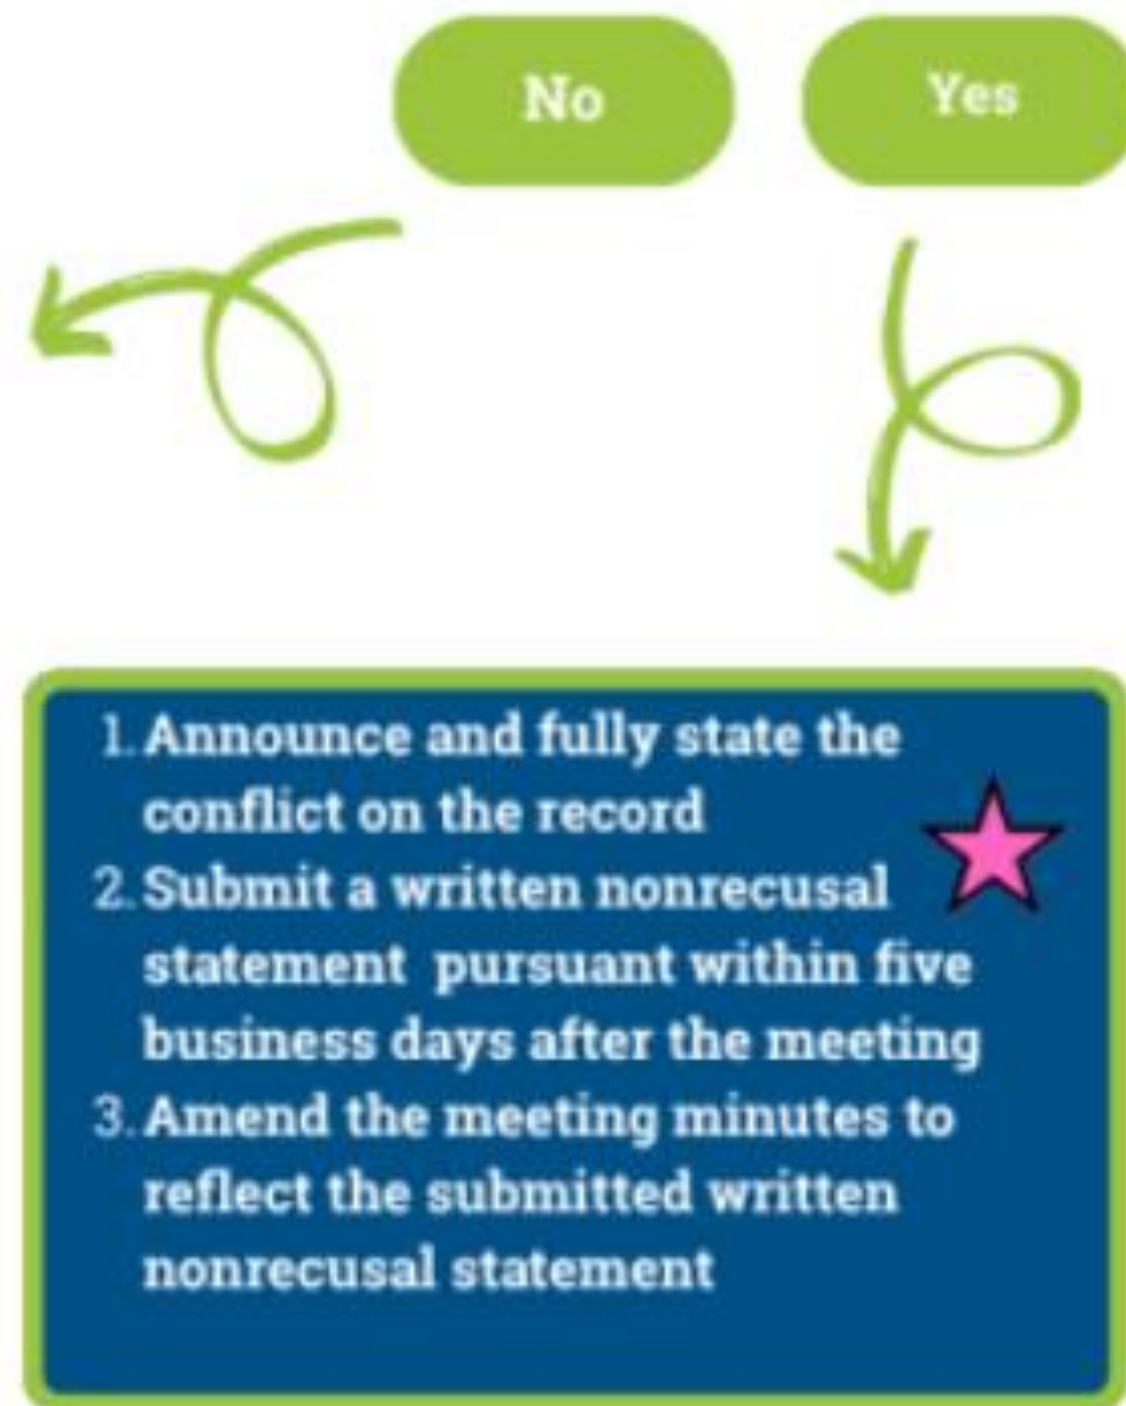 No
Yes
1. Announce and fully state the
conflict on the record
2. Submit a written nonrecusal
statement pursuant within five
business days after the meeting
3. Amend the meeting minutes to
reflect the submitted written
nonrecusal statement